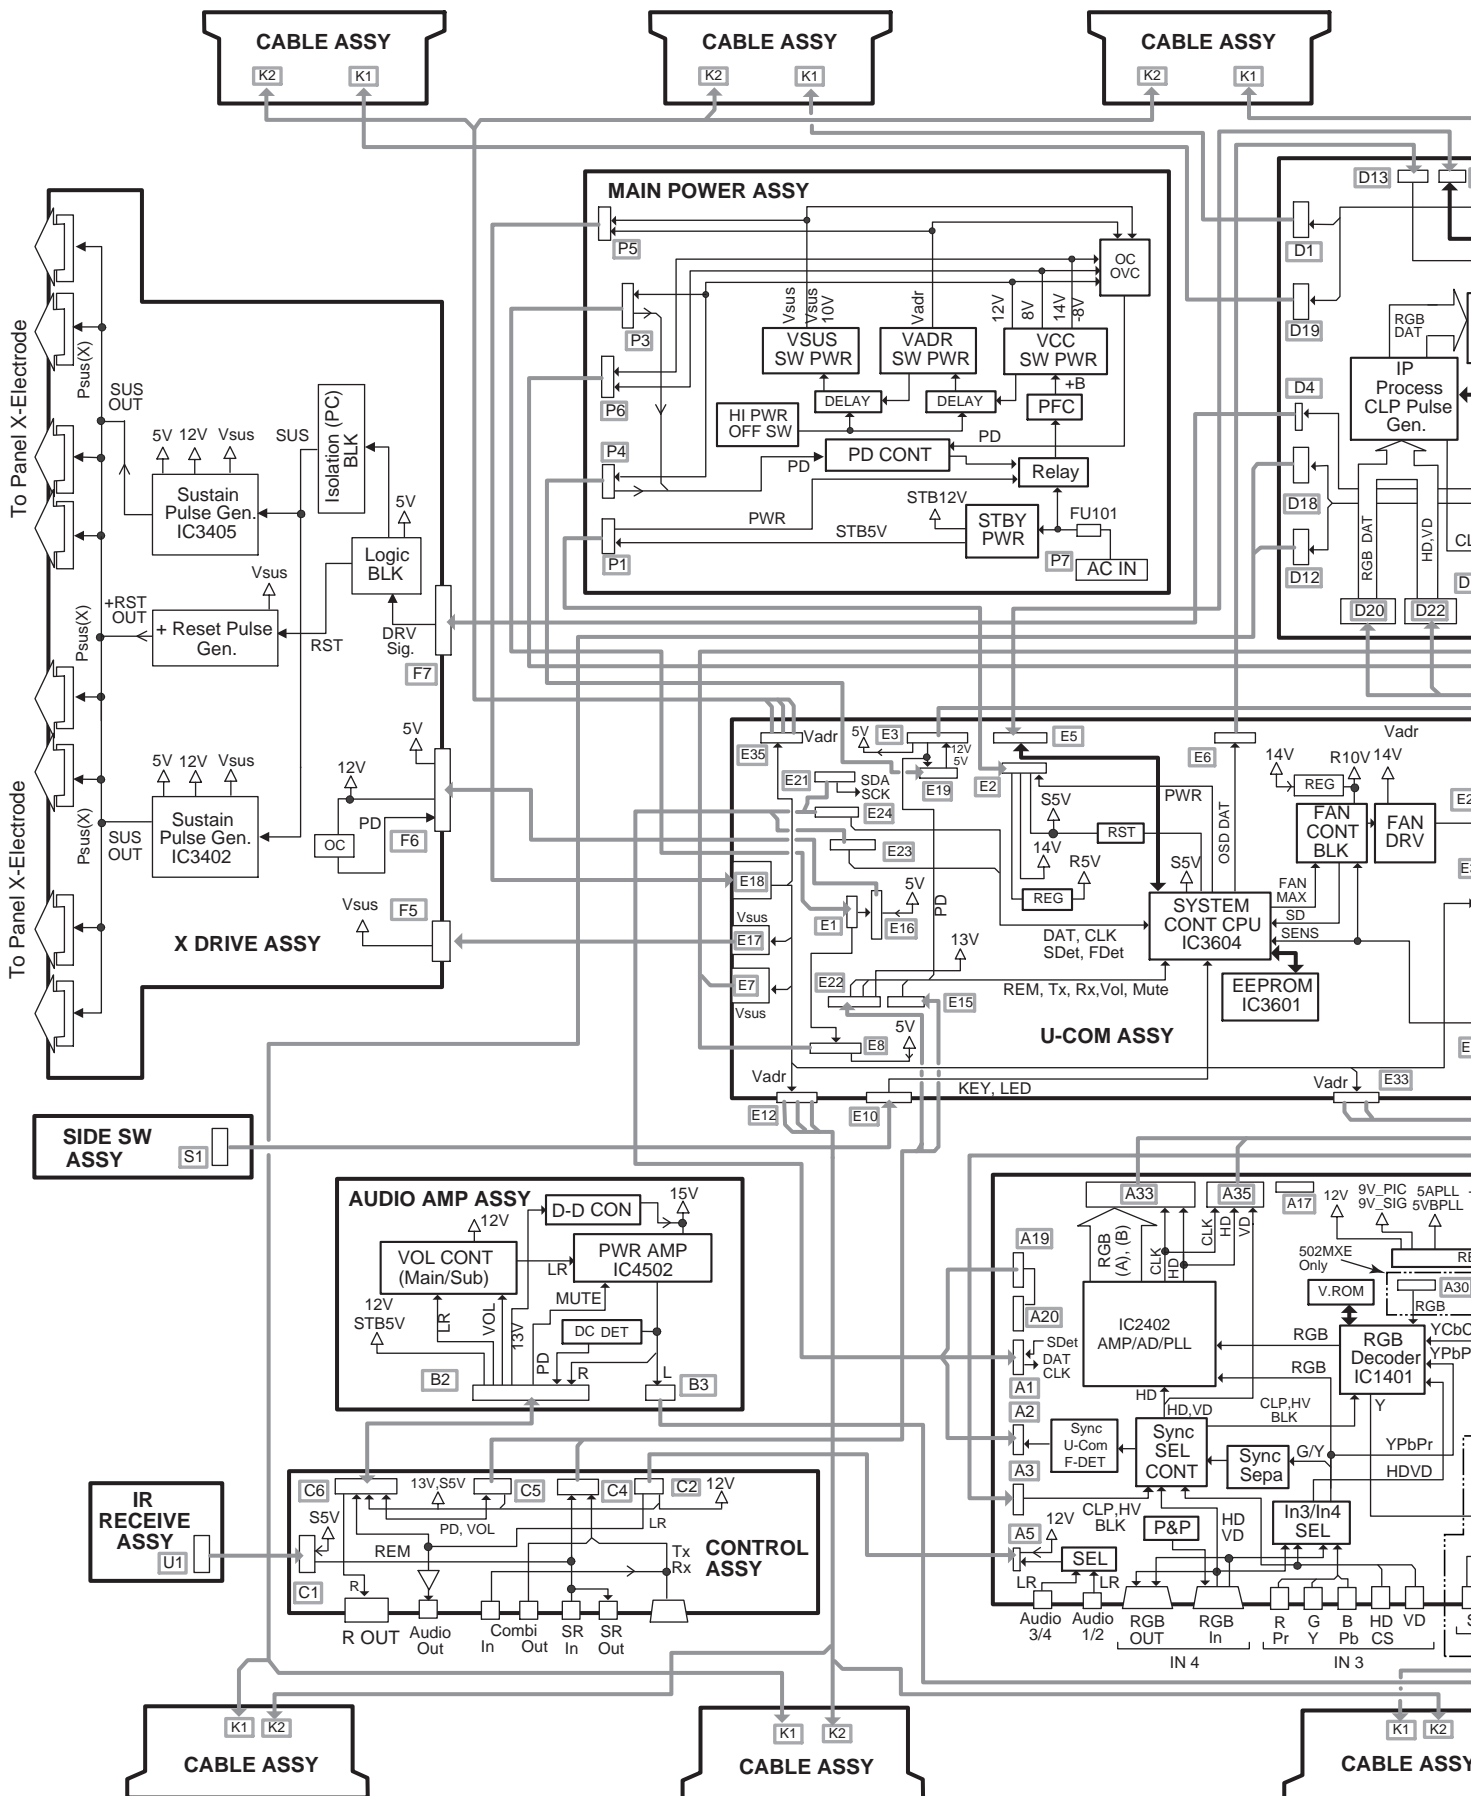 CABLE ASSY
K2
K1
CABLE ASSY
K2
K1
CABLE ASSY
K2
K1
To Panel X-Electrode
Psus(X)
SUS
OUT
5V 12V Vsus
SUS
Isolation (PC)
BLK
Sustain
Pulse Gen.
IC3405
5V
Logic
BLK
Vsus
+RST
OUT
+ Reset Pulse
Gen.
RST
DRV
Sig.
F7
Psus(X)
5V
12V
5V 12V Vsus
Sustain
Pulse Gen.
IC3402
SUS
OUT
Psus(X)
PD
OC
F6
Vsus
F5
X DRIVE ASSY
To Panel X-Electrode
MAIN POWER ASSY
P5
OC
OVC
Vsus
Vsus
10V
Vadr
12V
8V
14V
-8V
P3
VSUS
SW PWR
VADR
SW PWR
VCC
SW PWR
+B
P6
DELAY
DELAY
PFC
HI PWR
OFF SW
PD
P4
PD
PD CONT
Relay
STB12V
FU101
PWR
STB5V
STBY
PWR
P1
P7
AC IN
D13
D1
D19
RGB
DAT
IP
Process
CLP Pulse
Gen.
D4
D18
D12
RGB DAT
HD,VD
D20
D22
Vadr
E35
5V
E3
12V
5V
E5
E6
Vadr
E21
SDA
SCK
E19
E2
PWR
14V
R10V
14V
REG
E24
S5V
RST
OSD DAT
FAN
CONT
BLK
FAN
DRV
E23
14V
R5V
S5V
REG
E18
5V
PD
FAN
MAX
Vsus
E1
E16
SYSTEM
CONT CPU
IC3604
SD
SENS
E17
DAT, CLK
SDet, FDet
13V
E7
E22
E15
REM, Tx, Rx,Vol, Mute
EEPROM
IC3601
Vsus
5V
E8
U-COM ASSY
Vadr
KEY, LED
Vadr
E33
E12
E10
SIDE SW
ASSY
S1
AUDIO AMP ASSY
D-D CON
15V
12V
VOL CONT
(Main/Sub)
LR
PWR AMP
IC4502
12V
STB5V
LR
VOL
13V
MUTE
DC DET
PD
R
L
B2
B3
A33
A35
A17
12V
9V_PIC
9V_SIG
5APLL
5VBPLL
A19
RGB
(A), (B)
CLK
HD
CLK
HD
VD
502MXE
Only
V.ROM
A30
RGB
A20
IC2402
AMP/AD/PLL
RGB
RGB
Decoder
IC1401
SDet
DAT
CLK
RGB
A1
A2
HD
HD,VD
CLP,HV
BLK
Y
Sync
U-Com
F-DET
Sync
SEL
CONT
Sync
Sepa
G/Y
YPbPr
HDVD
A3
CLP,HV
BLK
HD
VD
In3/In4
SEL
P&P
A5
12V
SEL
LR
LR
Audio
3/4
Audio
1/2
RGB
OUT
RGB
In
R
Pr
G
Y
B
Pb
HD
CS
VD
IN 4
IN 3
IR
RECEIVE
ASSY
U1
C6
13V,S5V
C5
C4
C2
12V
S5V
PD, VOL
LR
REM
Tx
Rx
CONTROL
ASSY
C1
R
R OUT
Audio
Out
Combi
In
Out
SR
In
SR
Out
K1
K2
CABLE ASSY
K1
K2
CABLE ASSY
K1
K2